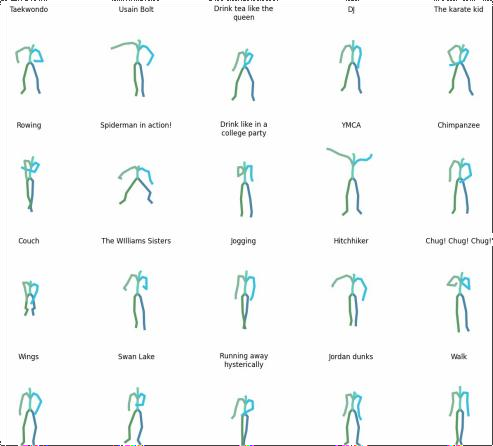 Taekwondo
Usain Bolt
Drink tea like the
queen
DJ
The karate kid
Rowing
Spiderman in action!
Drink like in a
college party
YMCA
Chimpanzee
Couch
The Williams Sisters
Jogging
Hitchhiker
Chug! Chug! Chug!
Wings
Swan Lake
Running away
hysterically
Jordan dunks
Walk